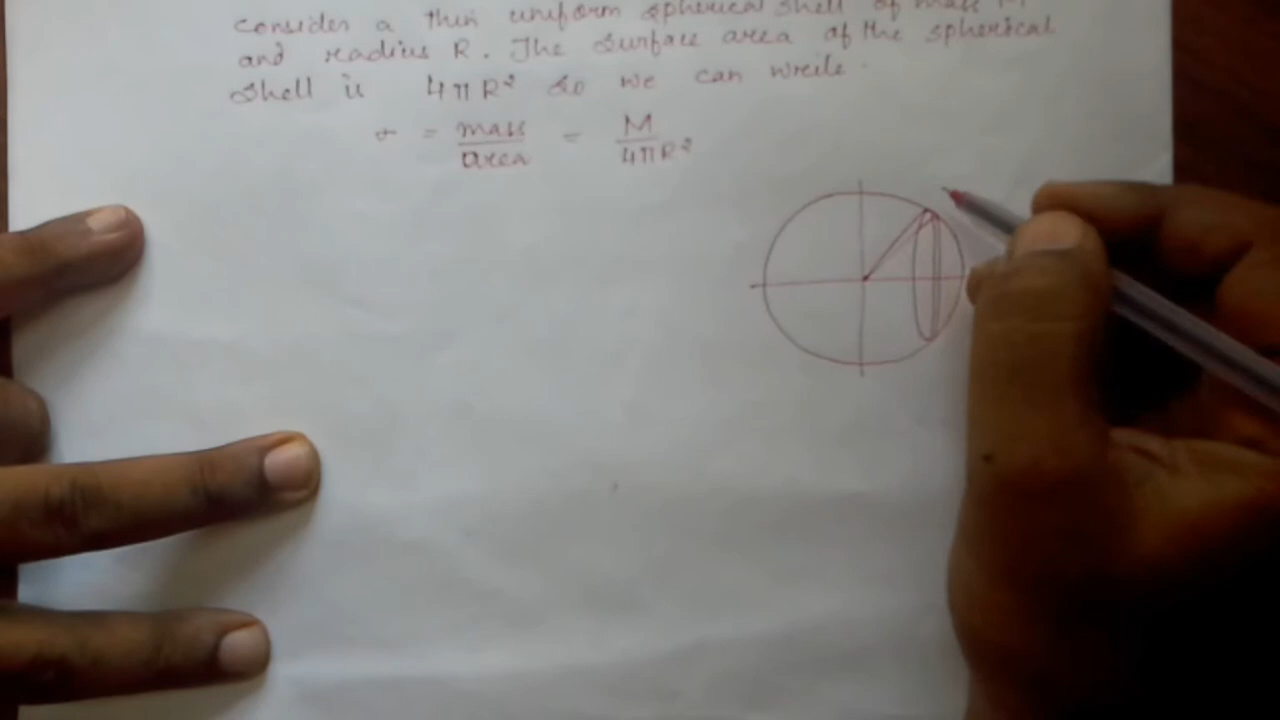 consider a thin uniform spherical shell of mass M
and radius R. The surface area of the spherical
shell is 4πR² so we can write.
σ = mass/area = M/4πR²